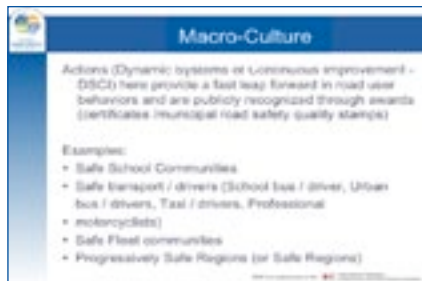 Macro-Culture
Actions (Dynamic Systems of Continuous Improvement -
DSCI) here provide a fast leap forward in road user
behaviors and are publicly recognized through awards
(certificates /municipal road safety quality stamps)
Examples:
• Safe School Communities
• Safe transport / drivers (School bus / driver, Urban
bus / drivers, Taxi / drivers, Professional
• motorcyclists)
• Safe Fleet communities
• Progressively Safe Regions (or Safe Regions)